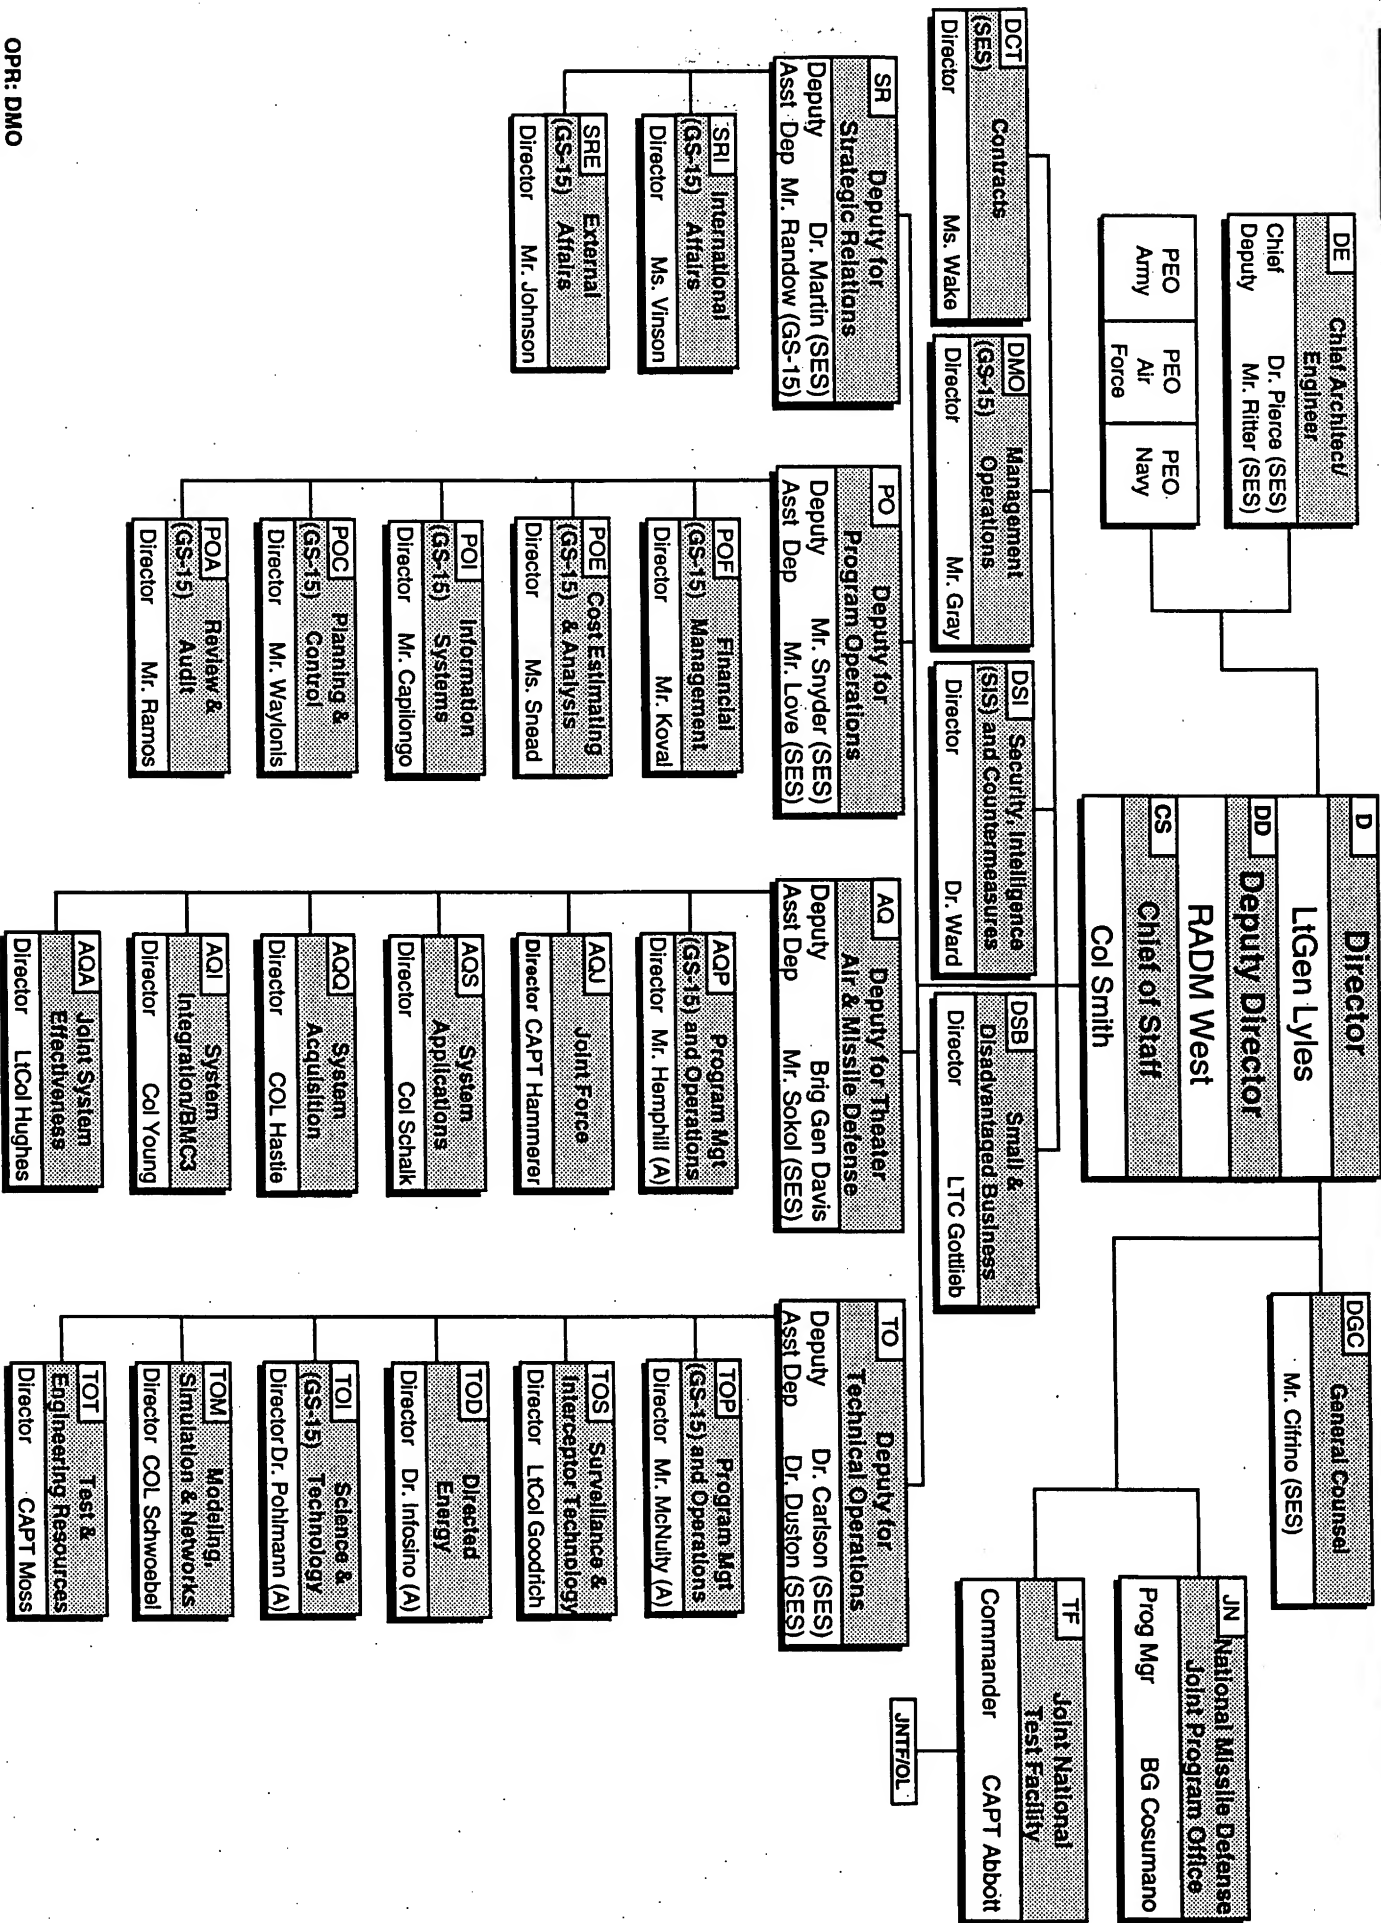 D
Director
LtGen Lyles
DD
Deputy Director
RADM West
CS
Chief of Staff
Col Smith
DE
Chief Architect/
Engineer
Chief Dr. Pierce (SES)
Deputy Mr. Ritter (SES)
PEO
Army
PEO
Air
Force
PEO
Navy
DGC
General Counsel
Mr. Cifrino (SES)
JN
National Missile Defense
Joint Program Office
Prog Mgr BG Cosumano
TF
Joint National
Test Facility
Commander CAPT Abbott
JNTF/OL
DCT
(SES) Contracts
Director Ms. Wake
DMO Management
(GS-15) Operations
Director Mr. Gray
DSI Security, Intelligence
(SIS) and Countermeasures
Director Dr. Ward
DSB Small &
Disadvantaged Business
Director LTC Gottlieb
SR Deputy for
Strategic Relations
Deputy Dr. Martin (SES)
Asst Dep Mr. Randow (GS-15)
SRI International
(GS-15) Affairs
Director Ms. Vinson
SRE External
(GS-15) Affairs
Director Mr. Johnson
PO Deputy for
Program Operations
Deputy Mr. Snyder (SES)
Asst Dep Mr. Love (SES)
POF Financial
(GS-15) Management
Director Mr. Koval
POE Cost Estimating
(GS-15) & Analysis
Director Ms. Snead
POI Information
(GS-15) Systems
Director Mr. Capilongo
POC Planning &
(GS-15) Control
Director Mr. Waylonis
POA Review &
(GS-15) Audit
Director Mr. Ramos
AQ Deputy for Theater
Air & Missile Defense
Deputy Brig Gen Davis
Asst Dep Mr. Sokol (SES)
AQP Program Mgt
(GS-15) and Operations
Director Mr. Hemphill (A)
AQJ Joint Force
Director CAPT Hammerer
AQS System
Applications
Director Col Schalk
AQQ System
Acquisition
Director COL Hastie
AQI System
Integration/BMC3
Director Col Young
AQA Joint System
Effectiveness
Director LtCol Hughes
TO Deputy for
Technical Operations
Deputy Dr. Carlson (SES)
Asst Dep Dr. Duston (SES)
TOP Program Mgt
(GS-15) and Operations
Director Mr. McNulty (A)
TOS Surveillance &
Interceptor Technology
Director LtCol Goodrich
TOD Directed
Energy
Director Dr. Infosino (A)
TOI Science &
(GS-15) Technology
Director Dr. Pohlmann (A)
TOM Modeling,
Simulation & Networks
Director COL Schwoebel
TOT Test &
Engineering Resources
Director CAPT Moss
OPR: DMO